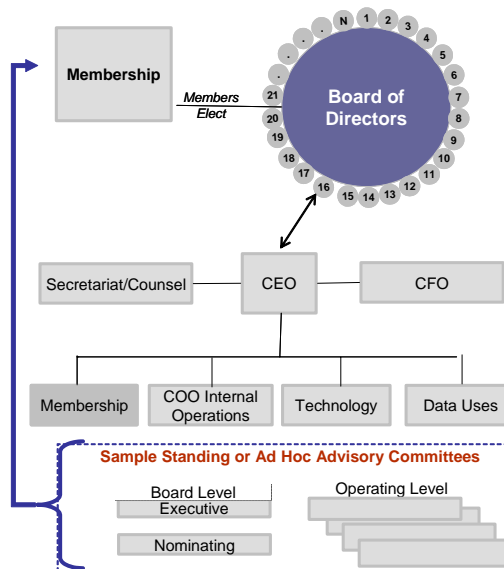 . . . . N 1 2 3 4 5 6 7 8 9 10 11 12 13 14 15 16 17 18 19 20 21
Membership
Members
Elect
Board of
Directors
Secretariat/Counsel
CEO
CFO
Membership
COO Internal
Operations
Technology
Data Uses
Sample Standing or Ad Hoc Advisory Committees
Board Level
Executive
Nominating
Operating Level